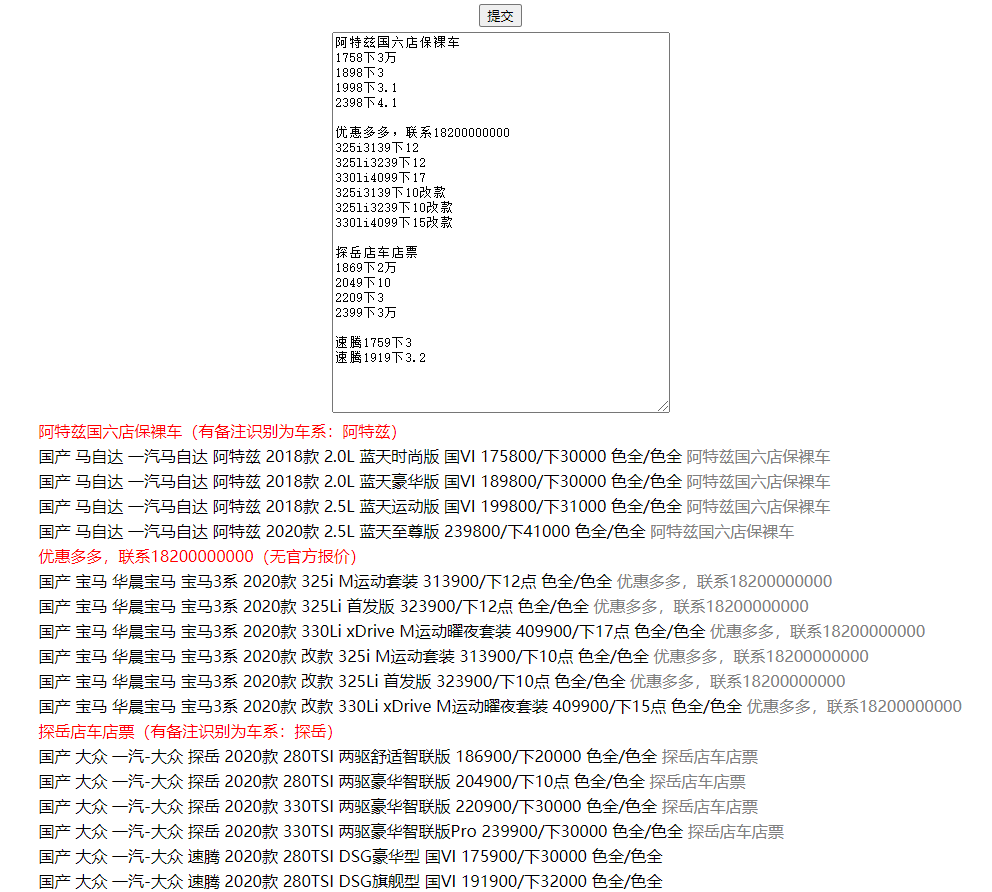 提交
阿特兹国六店保裸车
1758下3万
1898下3
1998下3.1
2398下4.1
优惠多多，联系18200000000
325i3139下12
325li3239下12
330li4099下17
325i3139下10改款
325li3239下10改款
330li4099下15改款
探岳店车店票
1869下2万
2049下10
2209下3
2399下3万
速腾1759下3
速腾1919下3.2
阿特兹国六店保裸车（有备注识别为车系：阿特兹）
国产 马自达 一汽马自达 阿特兹 2018款 2.0L 蓝天时尚版 国VI 175800/下30000 色全/色全 阿特兹国六店保裸车
国产 马自达 一汽马自达 阿特兹 2018款 2.0L 蓝天豪华版 国VI 189800/下30000 色全/色全 阿特兹国六店保裸车
国产 马自达 一汽马自达 阿特兹 2018款 2.5L 蓝天运动版 国VI 199800/下31000 色全/色全 阿特兹国六店保裸车
国产 马自达 一汽马自达 阿特兹 2020款 2.5L 蓝天至尊版 239800/下41000 色全/色全 阿特兹国六店保裸车
优惠多多，联系18200000000（无官方报价）
国产 宝马 华晨宝马 宝马3系 2020款 325i M运动套装 313900/下12点 色全/色全 优惠多多，联系18200000000
国产 宝马 华晨宝马 宝马3系 2020款 325Li 首发版 323900/下12点 色全/色全 优惠多多，联系18200000000
国产 宝马 华晨宝马 宝马3系 2020款 330Li xDrive M运动曜夜套装 409900/下17点 色全/色全 优惠多多，联系18200000000
国产 宝马 华晨宝马 宝马3系 2020款 改款 325i M运动套装 313900/下10点 色全/色全 优惠多多，联系18200000000
国产 宝马 华晨宝马 宝马3系 2020款 改款 325Li 首发版 323900/下10点 色全/色全 优惠多多，联系18200000000
国产 宝马 华晨宝马 宝马3系 2020款 改款 330Li xDrive M运动曜夜套装 409900/下15点 色全/色全 优惠多多，联系18200000000
探岳店车店票（有备注识别为车系：探岳）
国产 大众 一汽-大众 探岳 2020款 280TSI 两驱舒适智联版 186900/下20000 色全/色全 探岳店车店票
国产 大众 一汽-大众 探岳 2020款 280TSI 两驱豪华智联版 204900/下10点 色全/色全 探岳店车店票
国产 大众 一汽-大众 探岳 2020款 330TSI 两驱豪华智联版 220900/下30000 色全/色全 探岳店车店票
国产 大众 一汽-大众 探岳 2020款 330TSI 两驱豪华智联版Pro 239900/下30000 色全/色全 探岳店车店票
国产 大众 一汽-大众 速腾 2020款 280TSI DSG豪华型 国VI 175900/下30000 色全/色全
国产 大众 一汽-大众 速腾 2020款 280TSI DSG旗舰型 国VI 191900/下32000 色全/色全